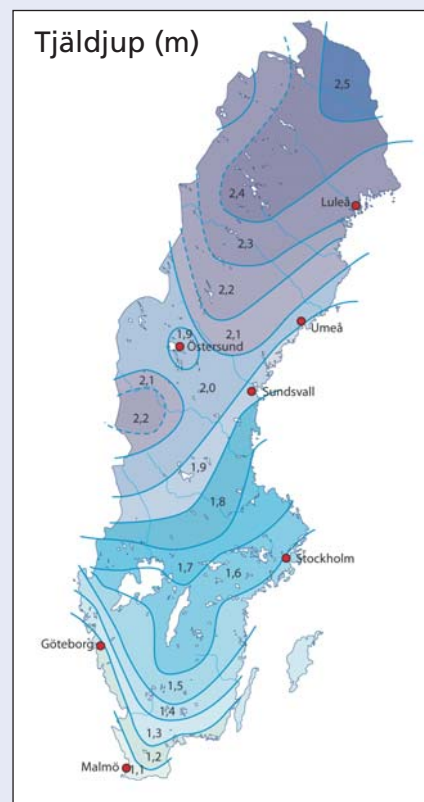 Tjäldjup (m)
2,5
2,4
Luleå
2,3
2,2
2,1
Umeå
1,9
Östersund
2,1
2,0
Sundsvall
2,2
1,9
1,8
1,7
1,6
Stockholm
Göteborg
1,5
1,4
1,3
1,2
Malmö
1,1